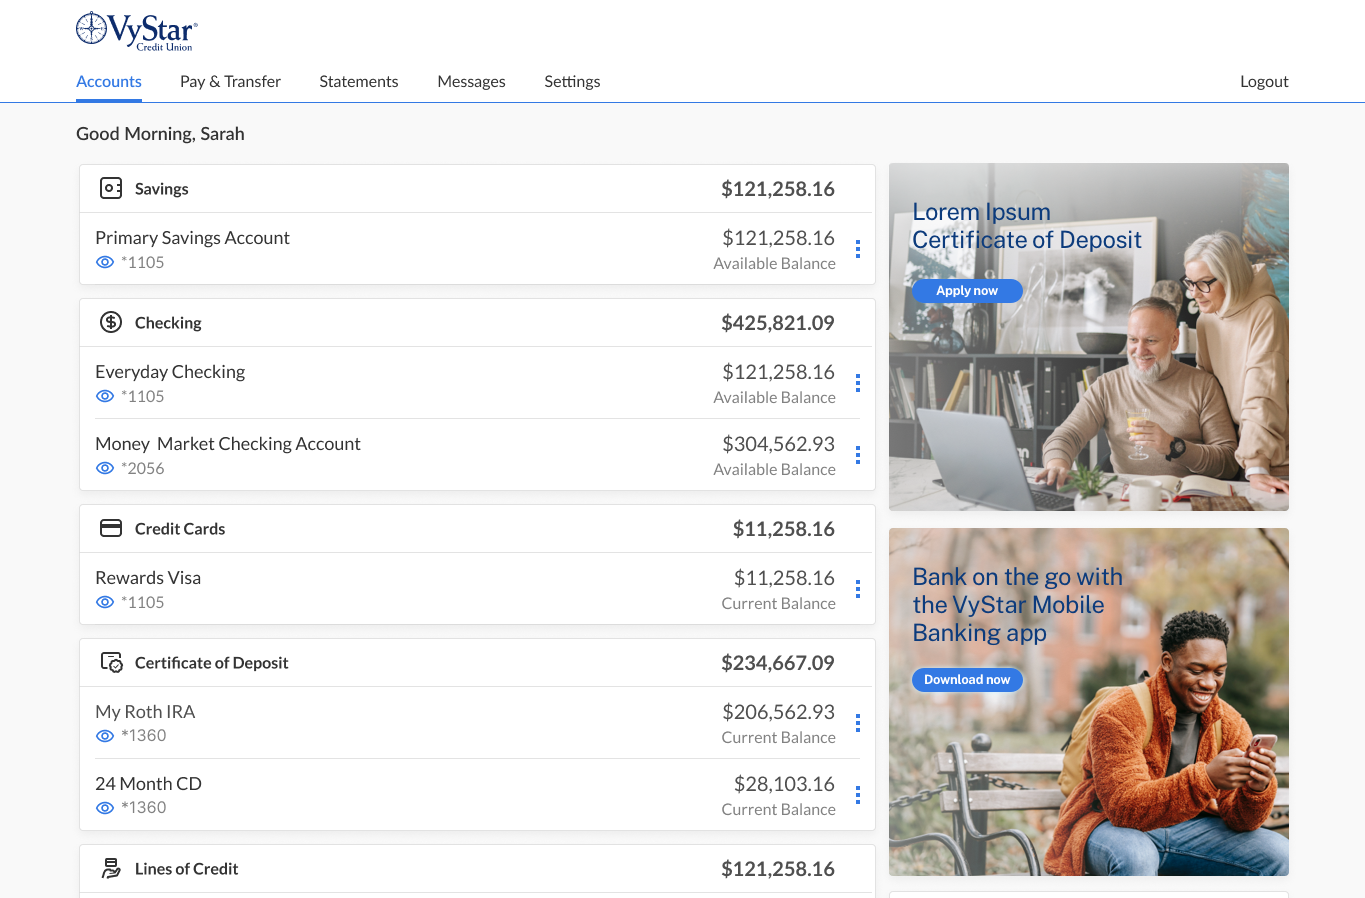 VyStar
Credit Union
Accounts Pay & Transfer Statements Messages Settings Logout
Good Morning, Sarah
Savings $121,258.16
Primary Savings Account $121,258.16
*1105 Available Balance
Checking $425,821.09
Everyday Checking $121,258.16
*1105 Available Balance
Money  Market Checking Account $304,562.93
*2056 Available Balance
Credit Cards $11,258.16
Rewards Visa $11,258.16
*1105 Current Balance
Certificate of Deposit $234,667.09
My Roth IRA $206,562.93
*1360 Current Balance
24 Month CD $28,103.16
*1360 Current Balance
Lines of Credit $121,258.16
Lorem Ipsum
Certificate of Deposit
Apply now
Bank on the go with
the VyStar Mobile
Banking app
Download now